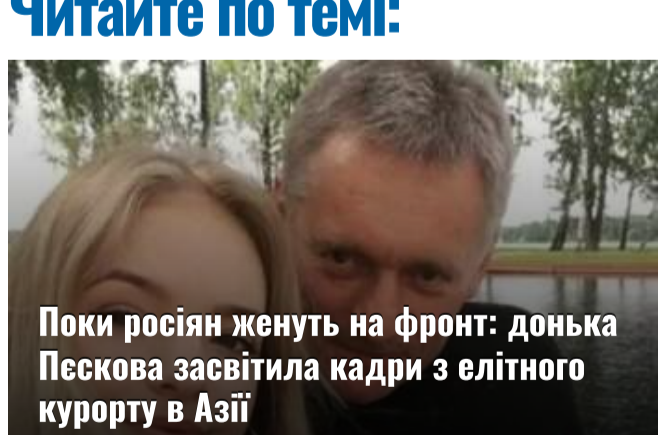 Читайте по темі:
Поки росіян женуть на фронт: донька
Пєскова засвітила кадри з елітного
курорту в Азії